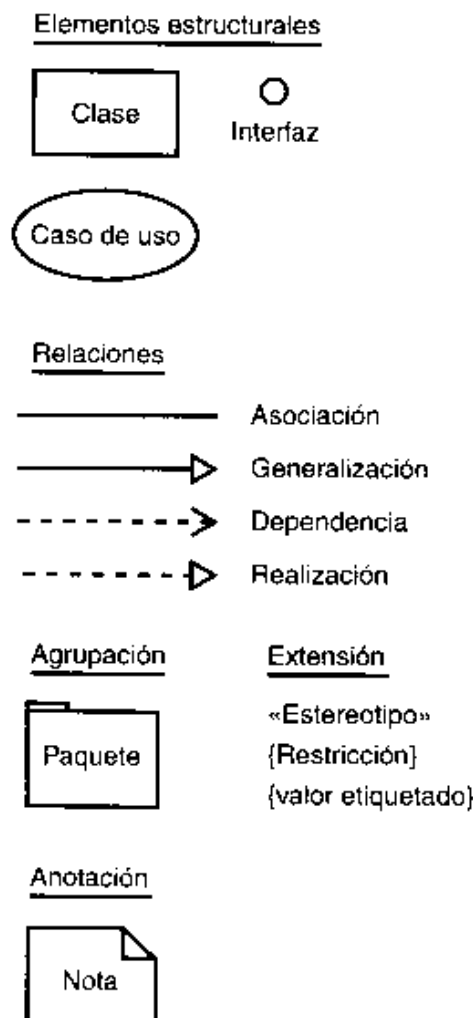 Elementos estructurales
Clase
Interfaz
Caso de uso
Relaciones
Asociación
Generalización
Dependencia
Realización
Agrupación
Paquete
Extensión
«Estereotipo»
{Restricción}
{valor etiquetado}
Anotación
Nota